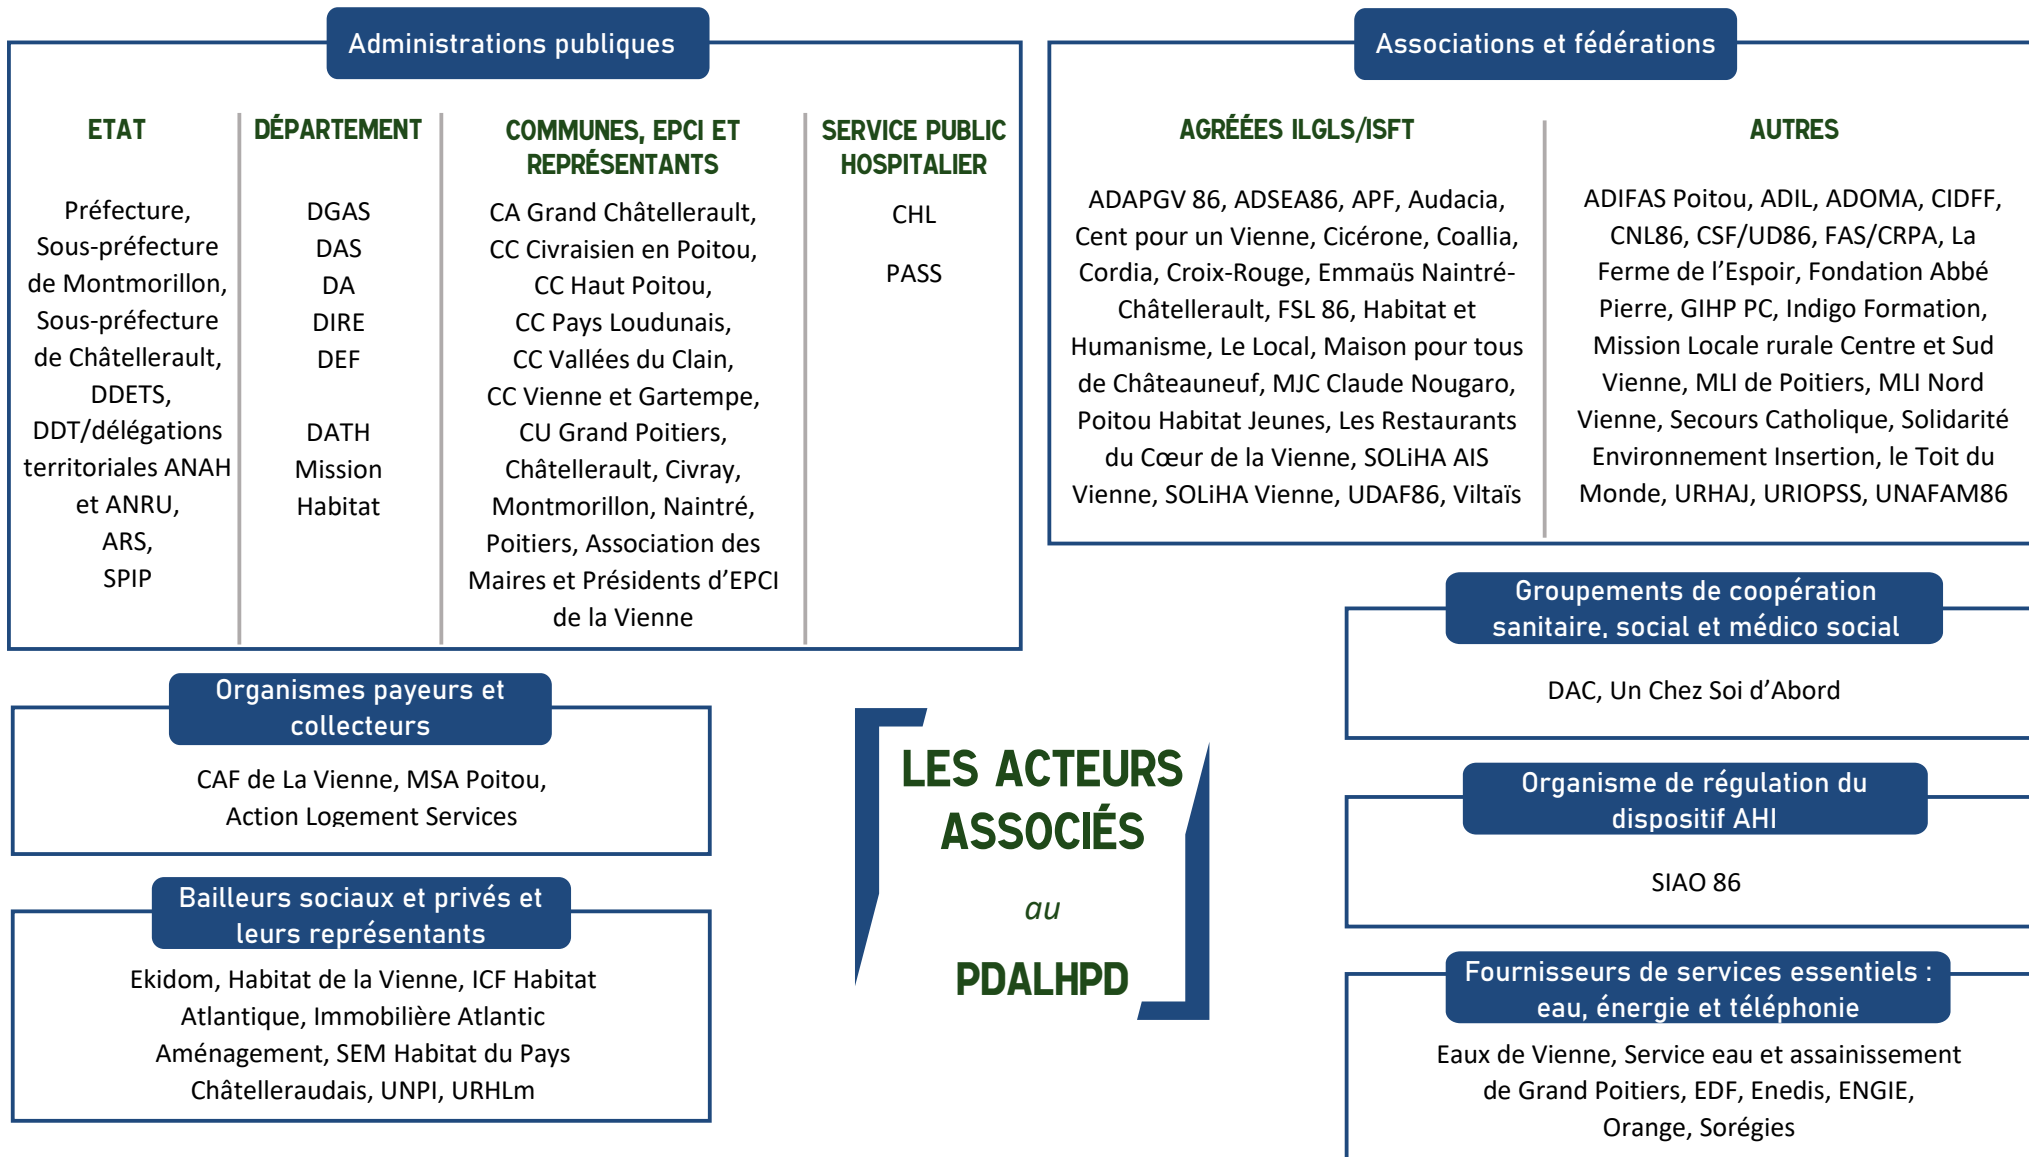 Administrations publiques
ETAT
Préfecture,
Sous-préfecture
de Montmorillon,
Sous-préfecture
de Châtellerault,
DDETS,
DDT/délégations
territoriales ANAH
et ANRU,
ARS,
SPIP
DÉPARTEMENT
DGAS
DAS
DA
DIRE
DEF
DATH
Mission
Habitat
COMMUNES, EPCI ET
REPRÉSENTANTS
CA Grand Châtellerault,
CC Civraisien en Poitou,
CC Haut Poitou,
CC Pays Loudunais,
CC Vallées du Clain,
CC Vienne et Gartempe,
CU Grand Poitiers,
Châtellerault, Civray,
Montmorillon, Naintré,
Poitiers, Association des
Maires et Présidents d’EPCI
de la Vienne
SERVICE PUBLIC
HOSPITALIER
CHL
PASS
Associations et fédérations
AGRÉÉES ILGLS/ISFT
ADAPGV 86, ADSEA86, APF, Audacia,
Cent pour un Vienne, Cicérone, Coallia,
Cordia, Croix-Rouge, Emmaüs Naintré-
Châtellerault, FSL 86, Habitat et
Humanisme, Le Local, Maison pour tous
de Châteauneuf, MJC Claude Nougaro,
Poitou Habitat Jeunes, Les Restaurants
du Cœur de la Vienne, SOLiHA AIS
Vienne, SOLiHA Vienne, UDAF86, Viltaïs
AUTRES
ADIFAS Poitou, ADIL, ADOMA, CIDFF,
CNL86, CSF/UD86, FAS/CRPA, La
Ferme de l’Espoir, Fondation Abbé
Pierre, GIHP PC, Indigo Formation,
Mission Locale rurale Centre et Sud
Vienne, MLI de Poitiers, MLI Nord
Vienne, Secours Catholique, Solidarité
Environnement Insertion, le Toit du
Monde, URHAJ, URIOPSS, UNAFAM86
Organismes payeurs et
collecteurs
CAF de La Vienne, MSA Poitou,
Action Logement Services
Bailleurs sociaux et privés et
leurs représentants
Ekidom, Habitat de la Vienne, ICF Habitat
Atlantique, Immobilière Atlantic
Aménagement, SEM Habitat du Pays
Châtelleraudais, UNPI, URHLm
LES ACTEURS
ASSOCIÉS
au
PDALHPD
Groupements de coopération
sanitaire, social et médico social
DAC, Un Chez Soi d’Abord
Organisme de régulation du
dispositif AHI
SIAO 86
Fournisseurs de services essentiels :
eau, énergie et téléphonie
Eaux de Vienne, Service eau et assainissement
de Grand Poitiers, EDF, Enedis, ENGIE,
Orange, Sorégies